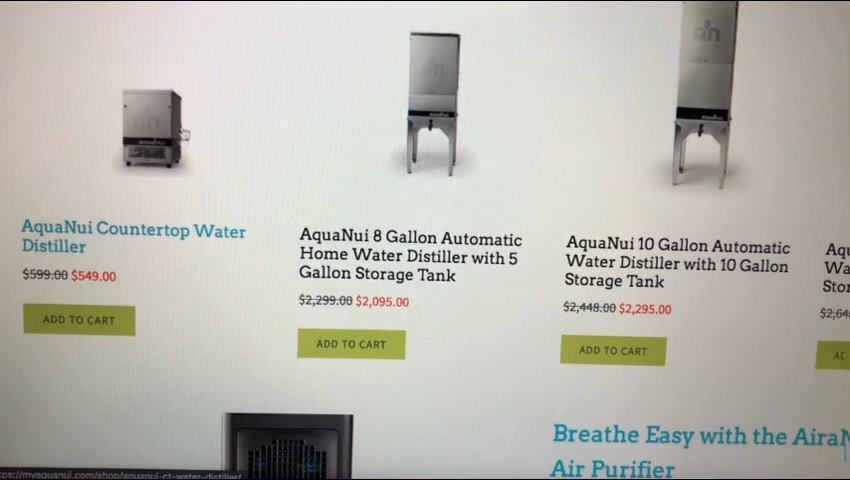 AquaNui Countertop Water
Distiller
$599.00 $549.00
ADD TO CART
AquaNui 8 Gallon Automatic
Home Water Distiller with 5
Gallon Storage Tank
$2,299.00 $2,095.00
ADD TO CART
AquaNui 10 Gallon Automatic
Water Distiller with 10 Gallon
Storage Tank
$2,448.00 $2,295.00
ADD TO CART
Breathe Easy with the Aira
Air Purifier
ps://myaquanui.com/shop/aquanui-ct-water-distiller/